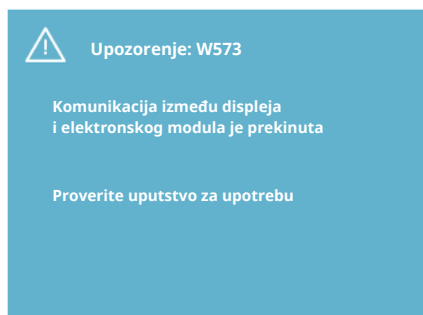 Upozorenje: W573
Komunikacija između displeja
i elektronskog modula je prekinuta
Proverite uputstvo za upotrebu